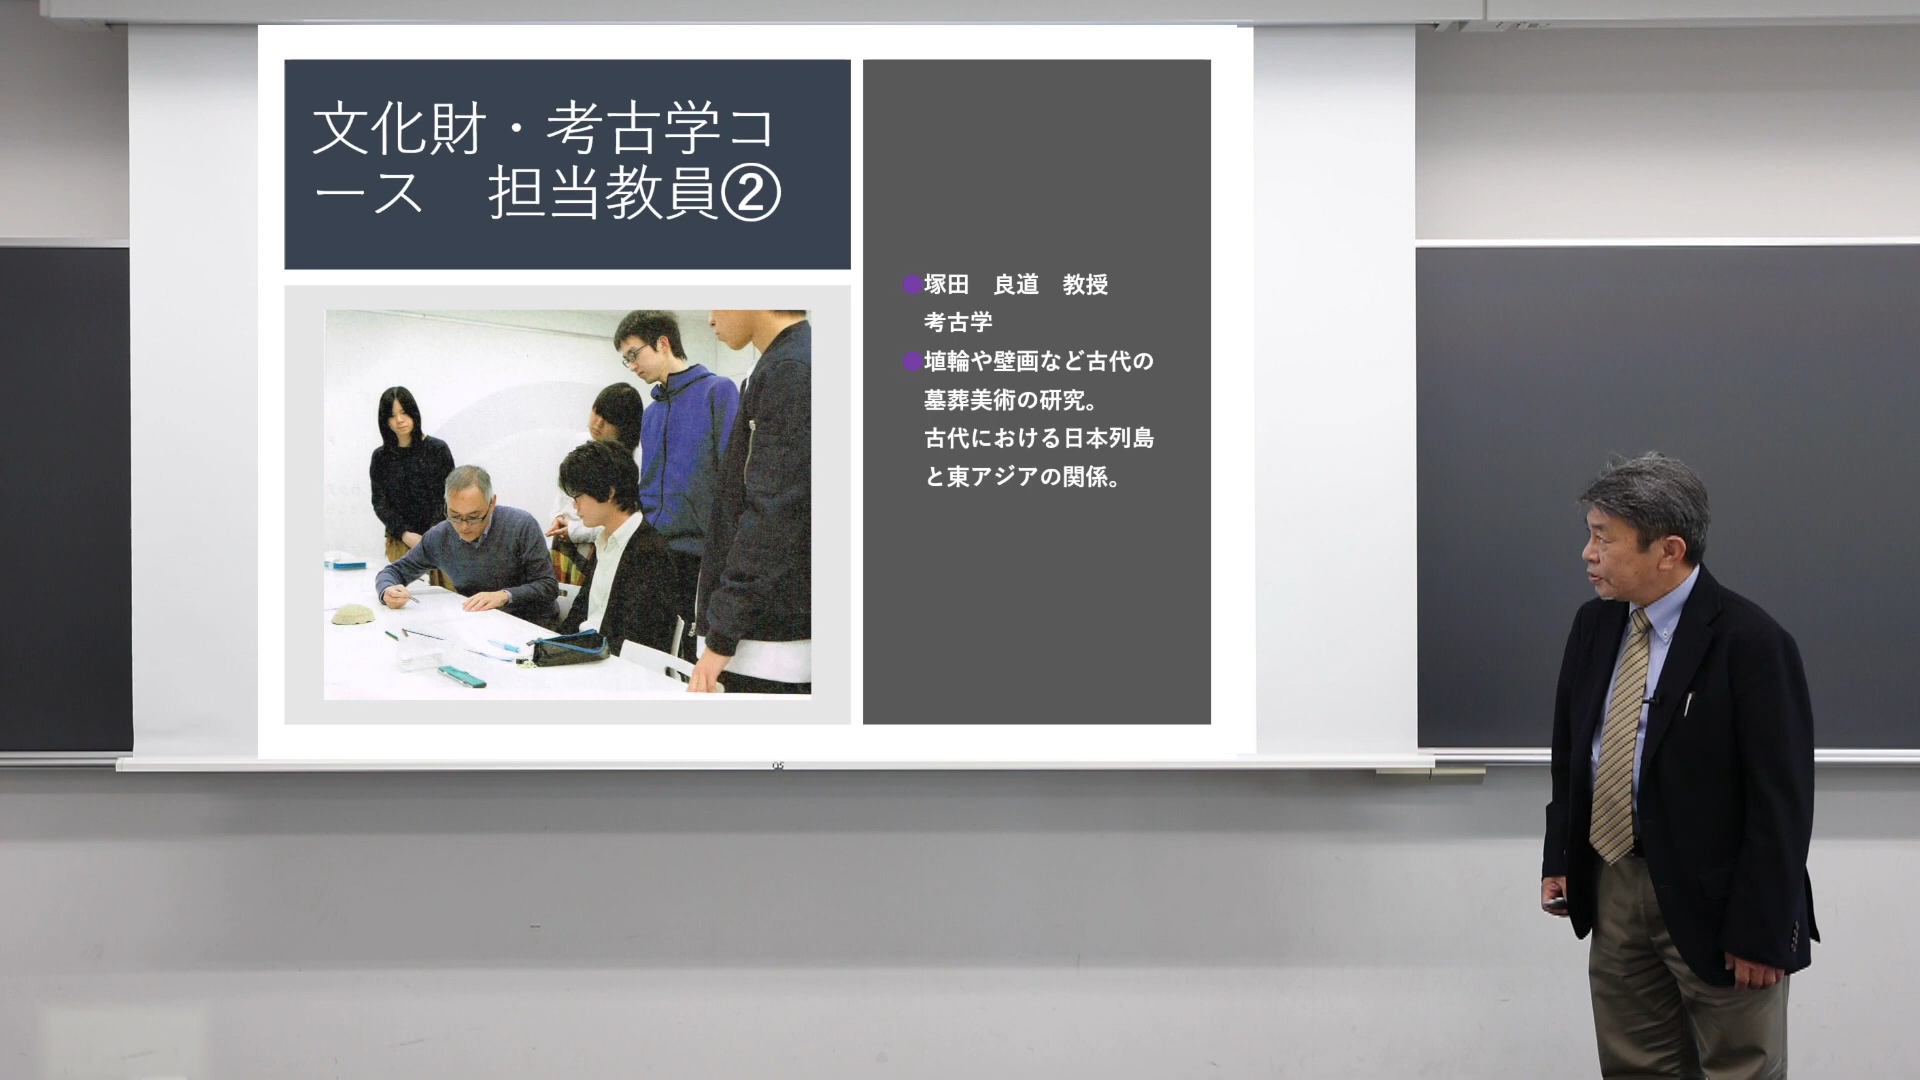 文化財・考古学コ
ース　担当教員②
●塚田　良道　教授
考古学
●埴輪や壁画など古代の
墓葬美術の研究。
古代における日本列島
と東アジアの関係。